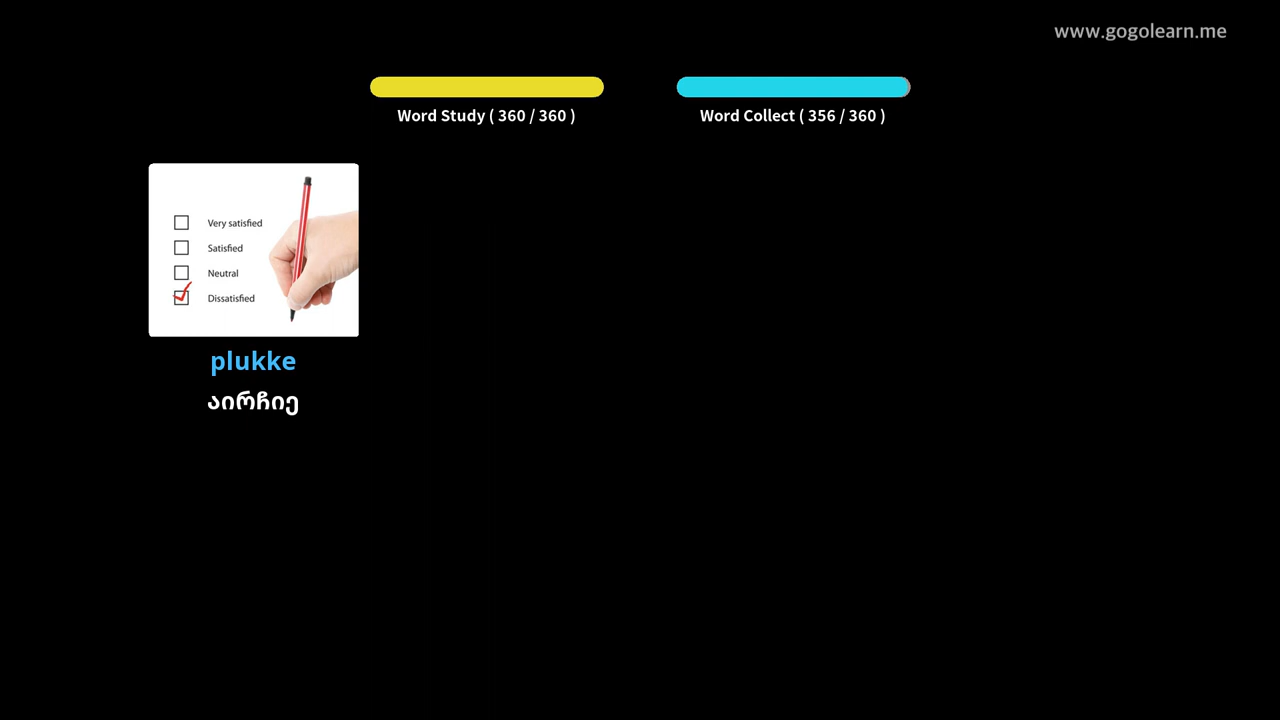 www.gogolearn.me
Word Study ( 360 / 360 )
Word Collect ( 356 / 360 )
Very satisfied
Satisfied
Neutral
Dissatisfied
plukke
აირჩიე